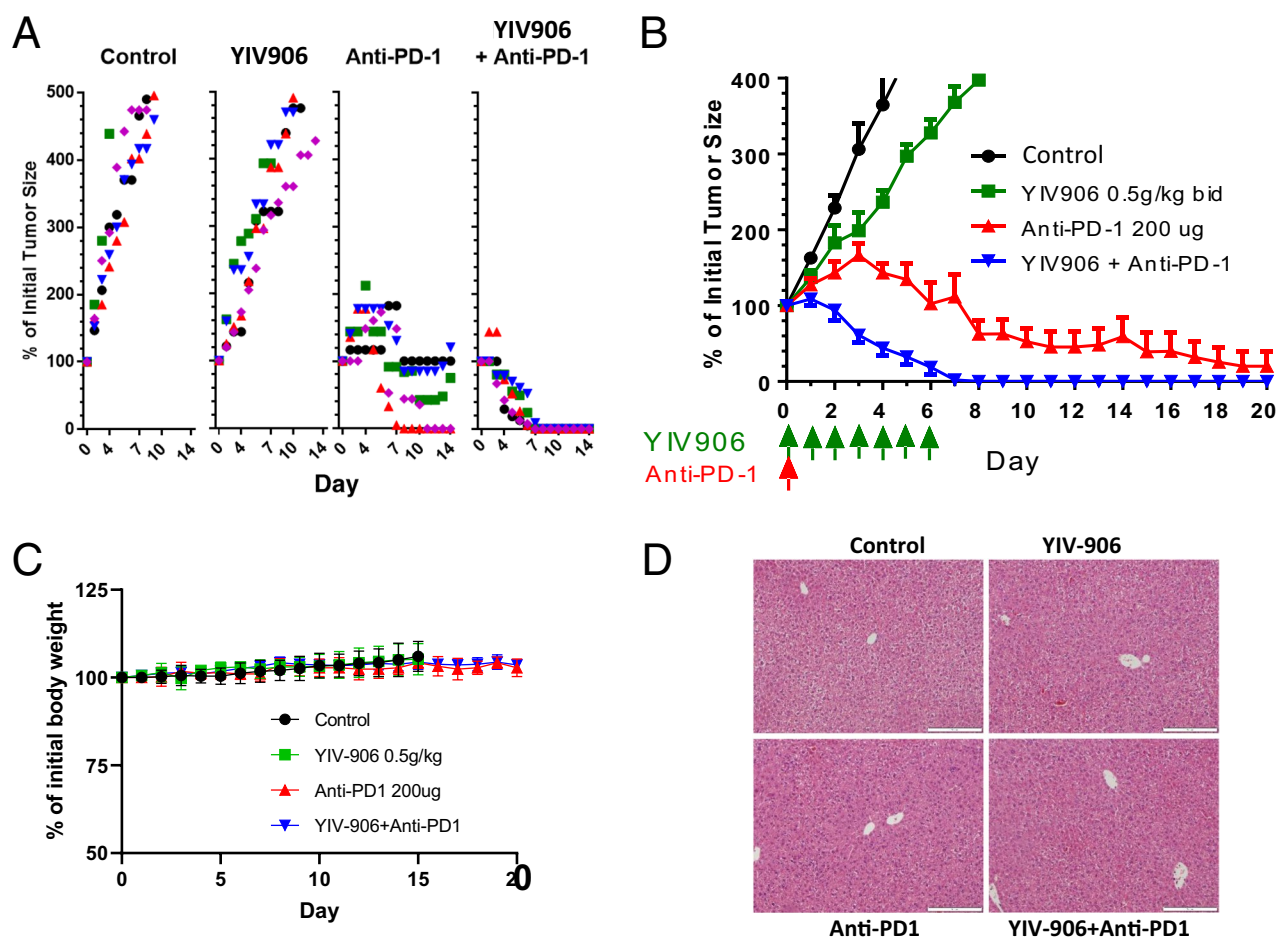 A
Control
YIV906
Anti-PD-1
YIV906
+ Anti-PD-1
% of Initial Tumor Size
500
400
300
200
100
0
0 4 7 10 14
0 4 7 10 14
0 4 7 10 14
0 4 7 10 14
Day
B
% of Initial Tumor Size
400
300
200
100
0
Control
YIV906 0.5g/kg bid
Anti-PD-1 200 ug
YIV906 + Anti-PD-1
0 2 4 6 8 10 12 14 16 18 20
YIV906
Anti-PD-1
Day
C
% of initial body weight
125
100
75
50
Control
YIV-906 0.5g/kg
Anti-PD1 200ug
YIV-906+Anti-PD1
0 5 10 15 20
Day
D
Control
YIV-906
Anti-PD1
YIV-906+Anti-PD1